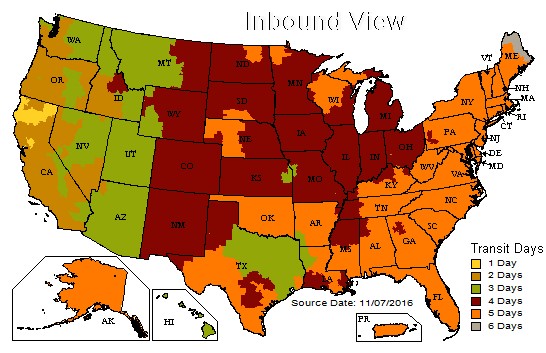 Inbound View
WA
MT
ND
MN
VT
ME
OR
ID
SD
WI
MI
NY
NH
MA
RI
CT
WY
NE
IA
PA
NJ
DE
MD
NV
UT
CO
IL
IN
OH
WV
VA
CA
KS
MO
KY
NC
AZ
NM
OK
AR
TN
SC
MS
AL
GA
TX
LA
FL
AK
HI
PR
Source Date: 11/07/2016
Transit Days
1 Day
2 Days
3 Days
4 Days
5 Days
6 Days